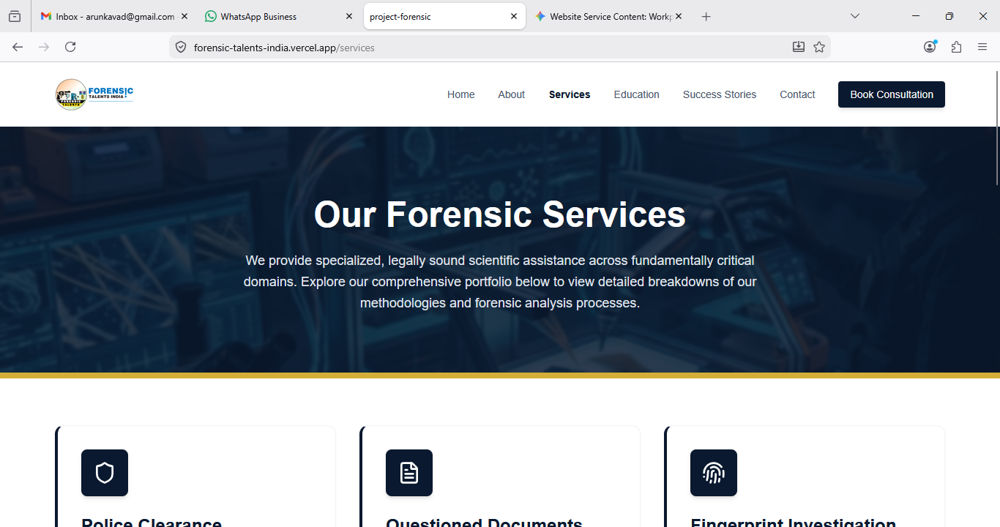 Inbox - arunkavad@gmail.com
WhatsApp Business
project-forensic
Website Service Content: Workp
forensic-talents-india.vercel.app/services
FORENSIC
TALENTS INDIA
Home
About
Services
Education
Success Stories
Contact
Book Consultation
Our Forensic Services
We provide specialized, legally sound scientific assistance across fundamentally critical
domains. Explore our comprehensive portfolio below to view detailed breakdowns of our
methodologies and forensic analysis processes.
Police Clearance
Questioned Documents
Fingerprint Investigation